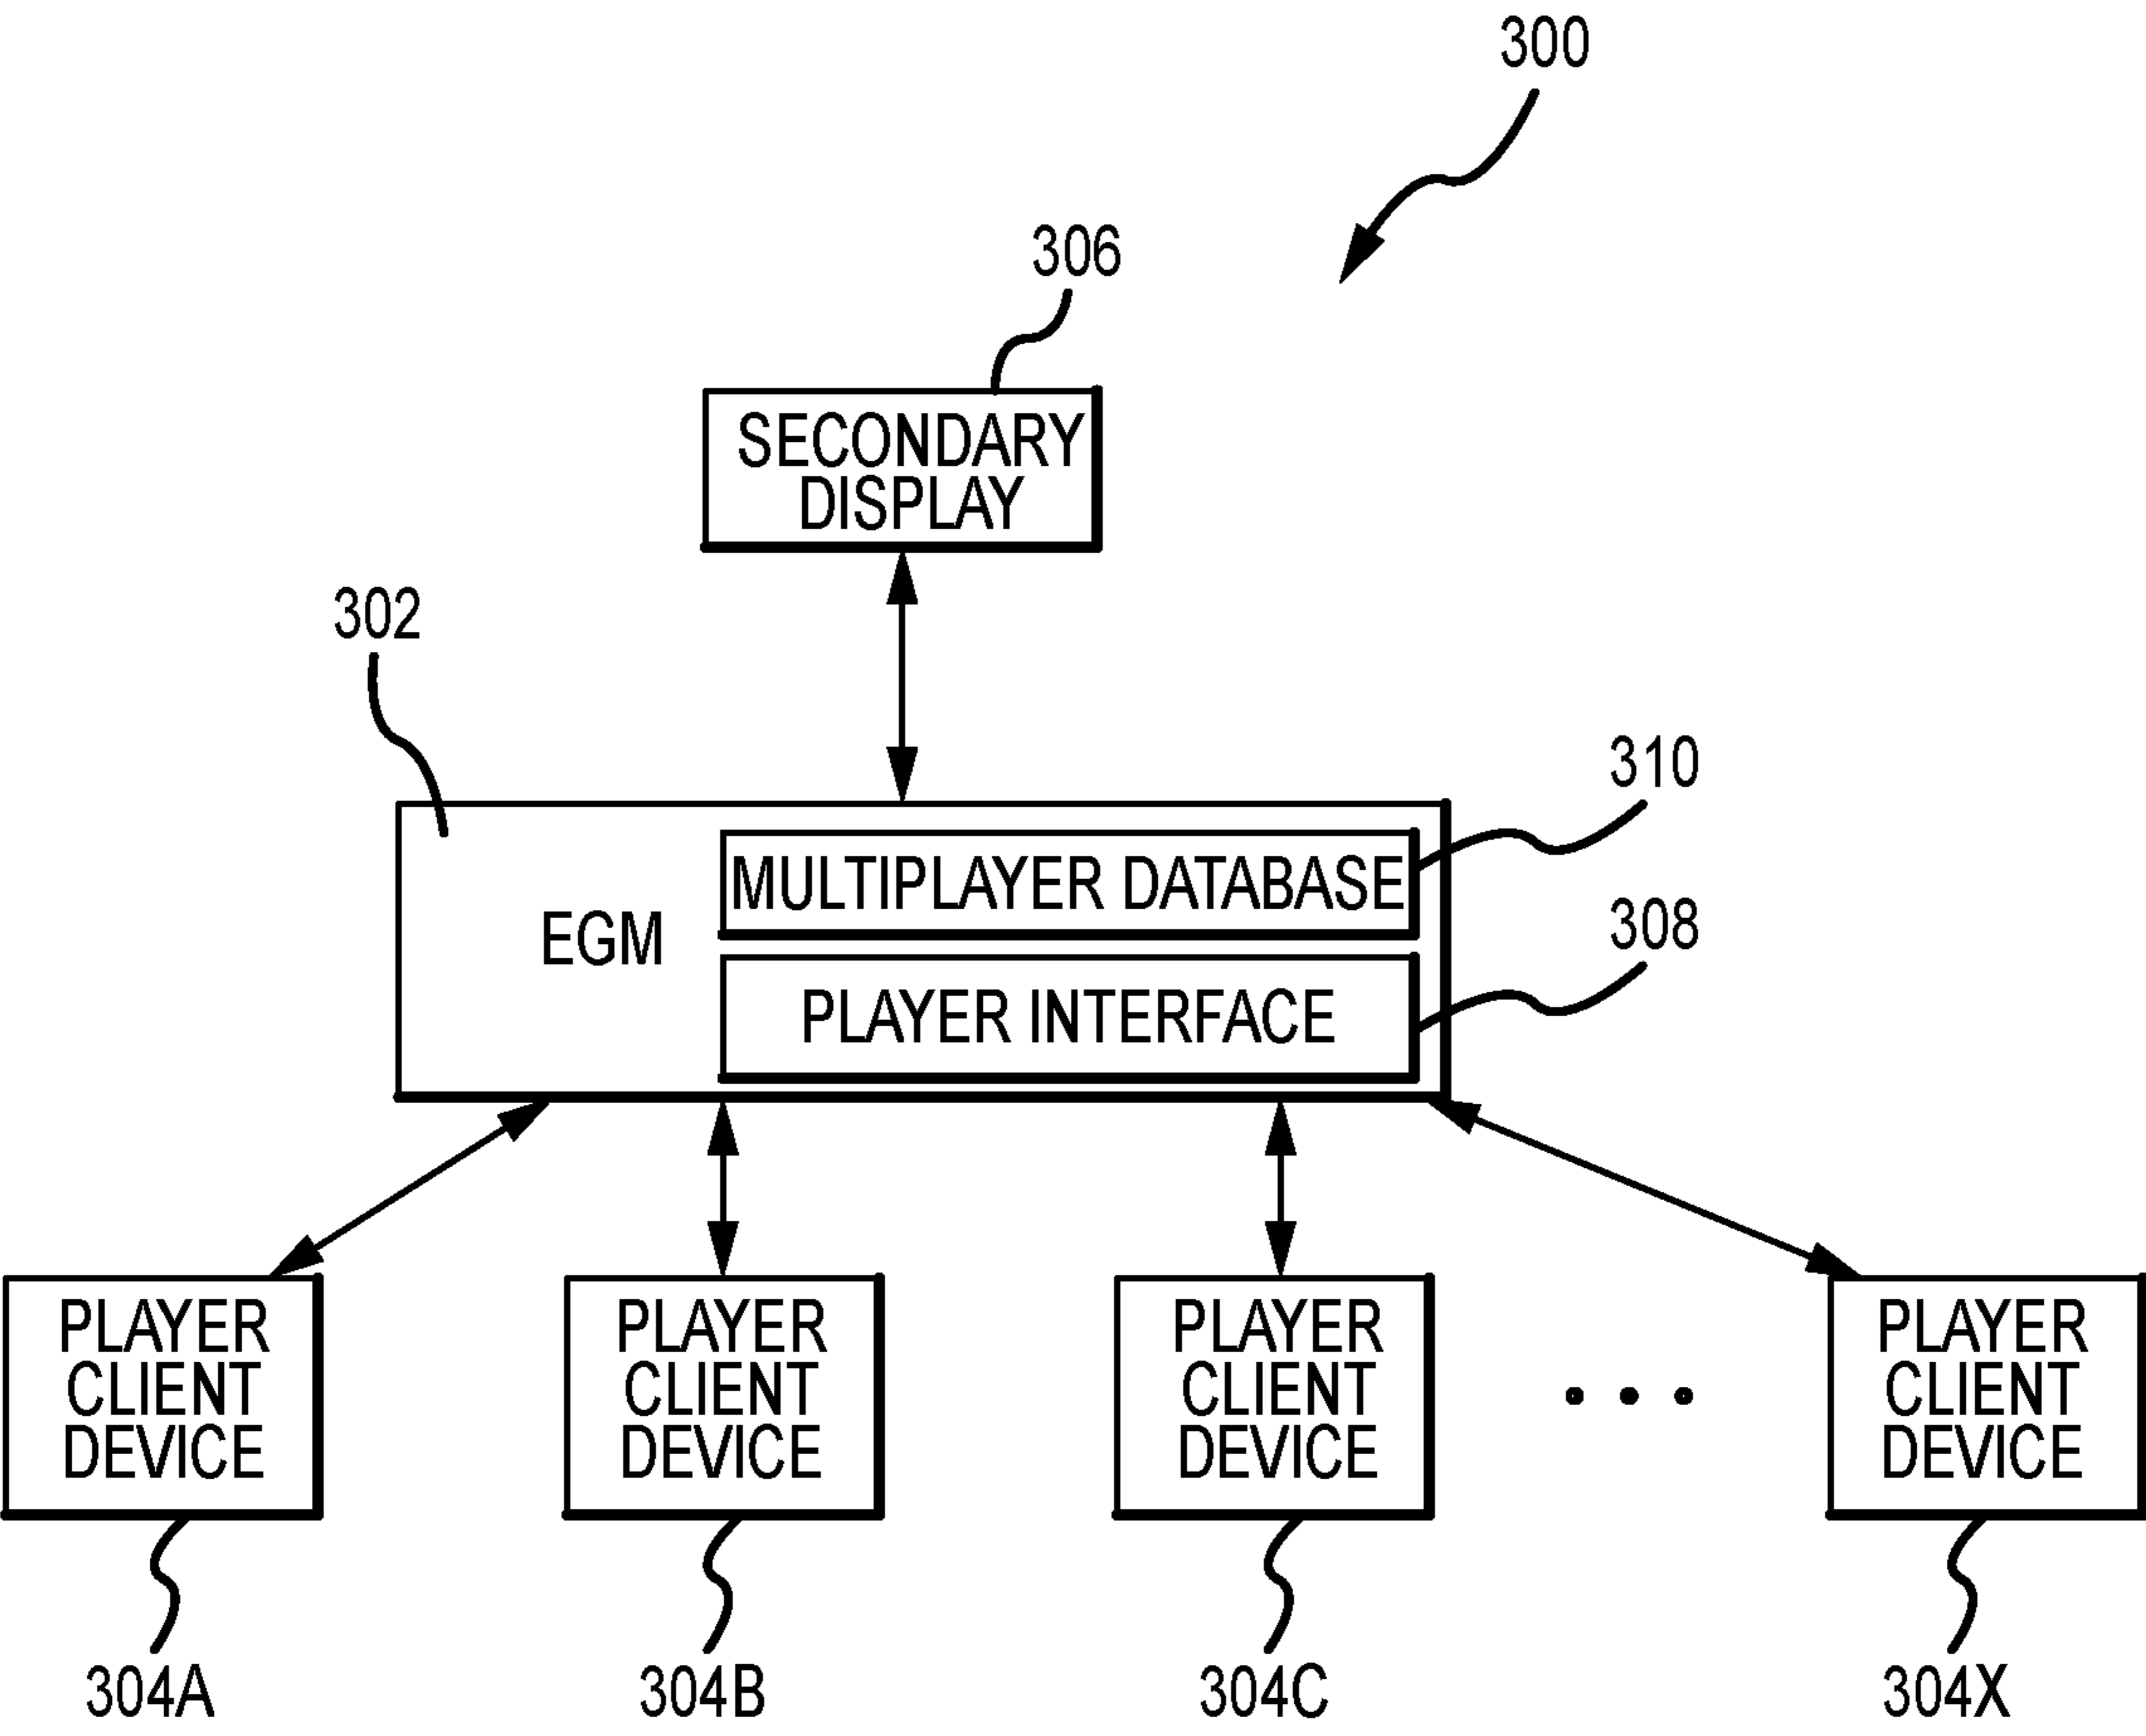 300
306
SECONDARY
DISPLAY
302
310
MULTIPLAYER DATABASE
EGM
308
PLAYER INTERFACE
PLAYER
CLIENT
DEVICE
PLAYER
CLIENT
DEVICE
PLAYER
CLIENT
DEVICE
PLAYER
CLIENT
DEVICE
304A
304B
304C
304X